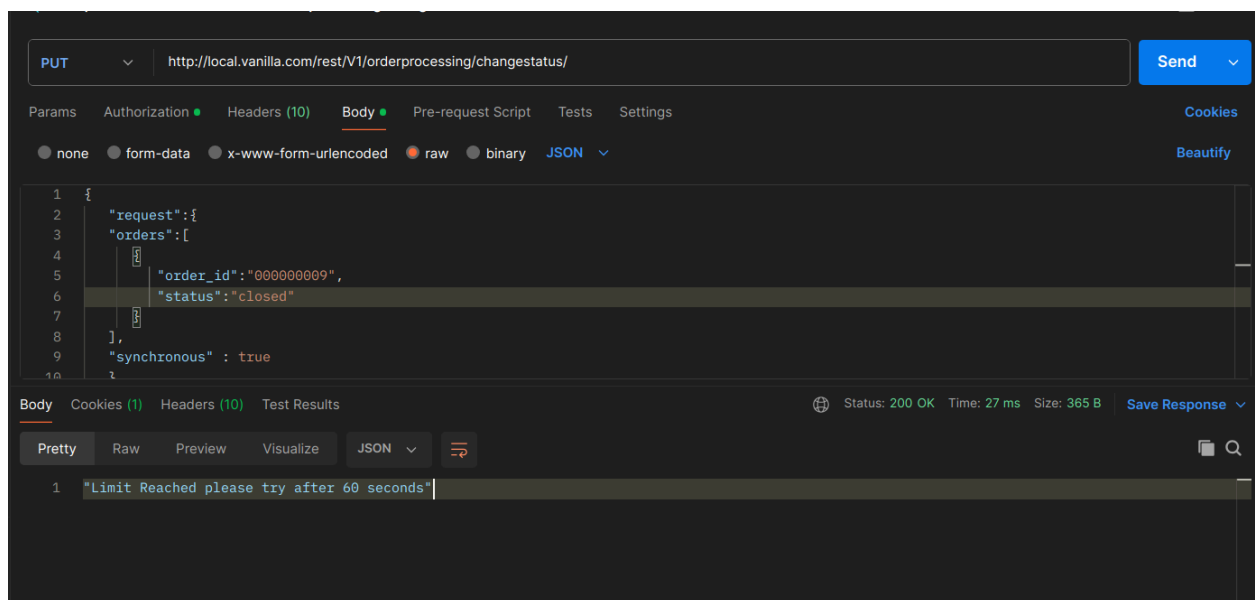 PUT http://local.vanilla.com/rest/V1/orderprocessing/changestatus/ Send
Params Authorization Headers (10) Body Pre-request Script Tests Settings Cookies
none form-data x-www-form-urlencoded raw binary JSON Beautify
1 {
2 "request":{
3 "orders":[
4 {
5 "order_id":"000000009",
6 "status":"closed"
7 }
8 ],
9 "synchronous" : true
10 }
Body Cookies (1) Headers (10) Test Results Status: 200 OK Time: 27 ms Size: 365 B Save Response
Pretty Raw Preview Visualize JSON
1 "Limit Reached please try after 60 seconds"